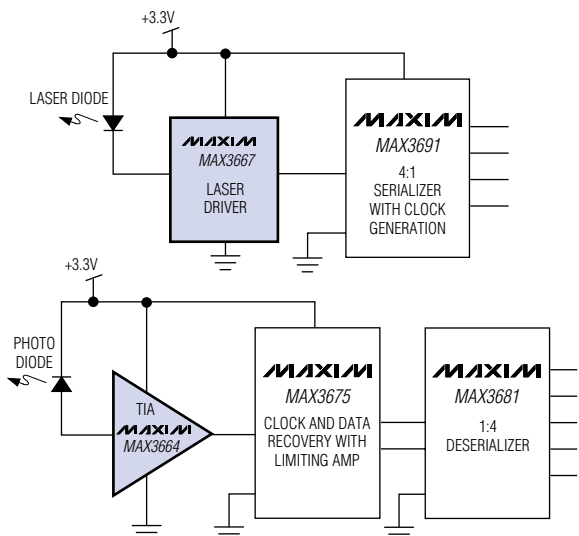 +3.3V
LASER DIODE
MAXIM
MAX3667
LASER
DRIVER
MAXIM
MAX3691
4:1
SERIALIZER
WITH CLOCK
GENERATION
+3.3V
PHOTO
DIODE
TIA
MAXIM
MAX3664
MAXIM
MAX3675
CLOCK AND DATA
RECOVERY WITH
LIMITING AMP
MAXIM
MAX3681
1:4
DESERIALIZER